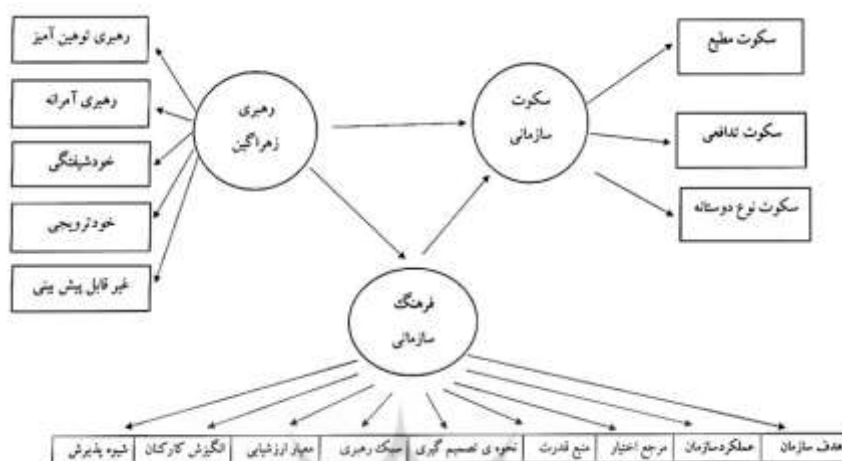 رهبری توهین آمیز
رهبری آمرانه
خودشیفتگی
خودترویجی
غیر قابل پیش بینی
رهبری
زهراگین
سکوت
سازمانی
سکوت مطیع
سکوت تدافعی
سکوت نوع دوستانه
فرهنگ
سازمانی
هدف سازمان
عملکردسازمان
مرجع اختیار
منبع قدرت
نحوه ی تصمیم گیری
سبک رهبری
معیار ارزشیابی
انگیزش کارکنان
شیوه پذیرش